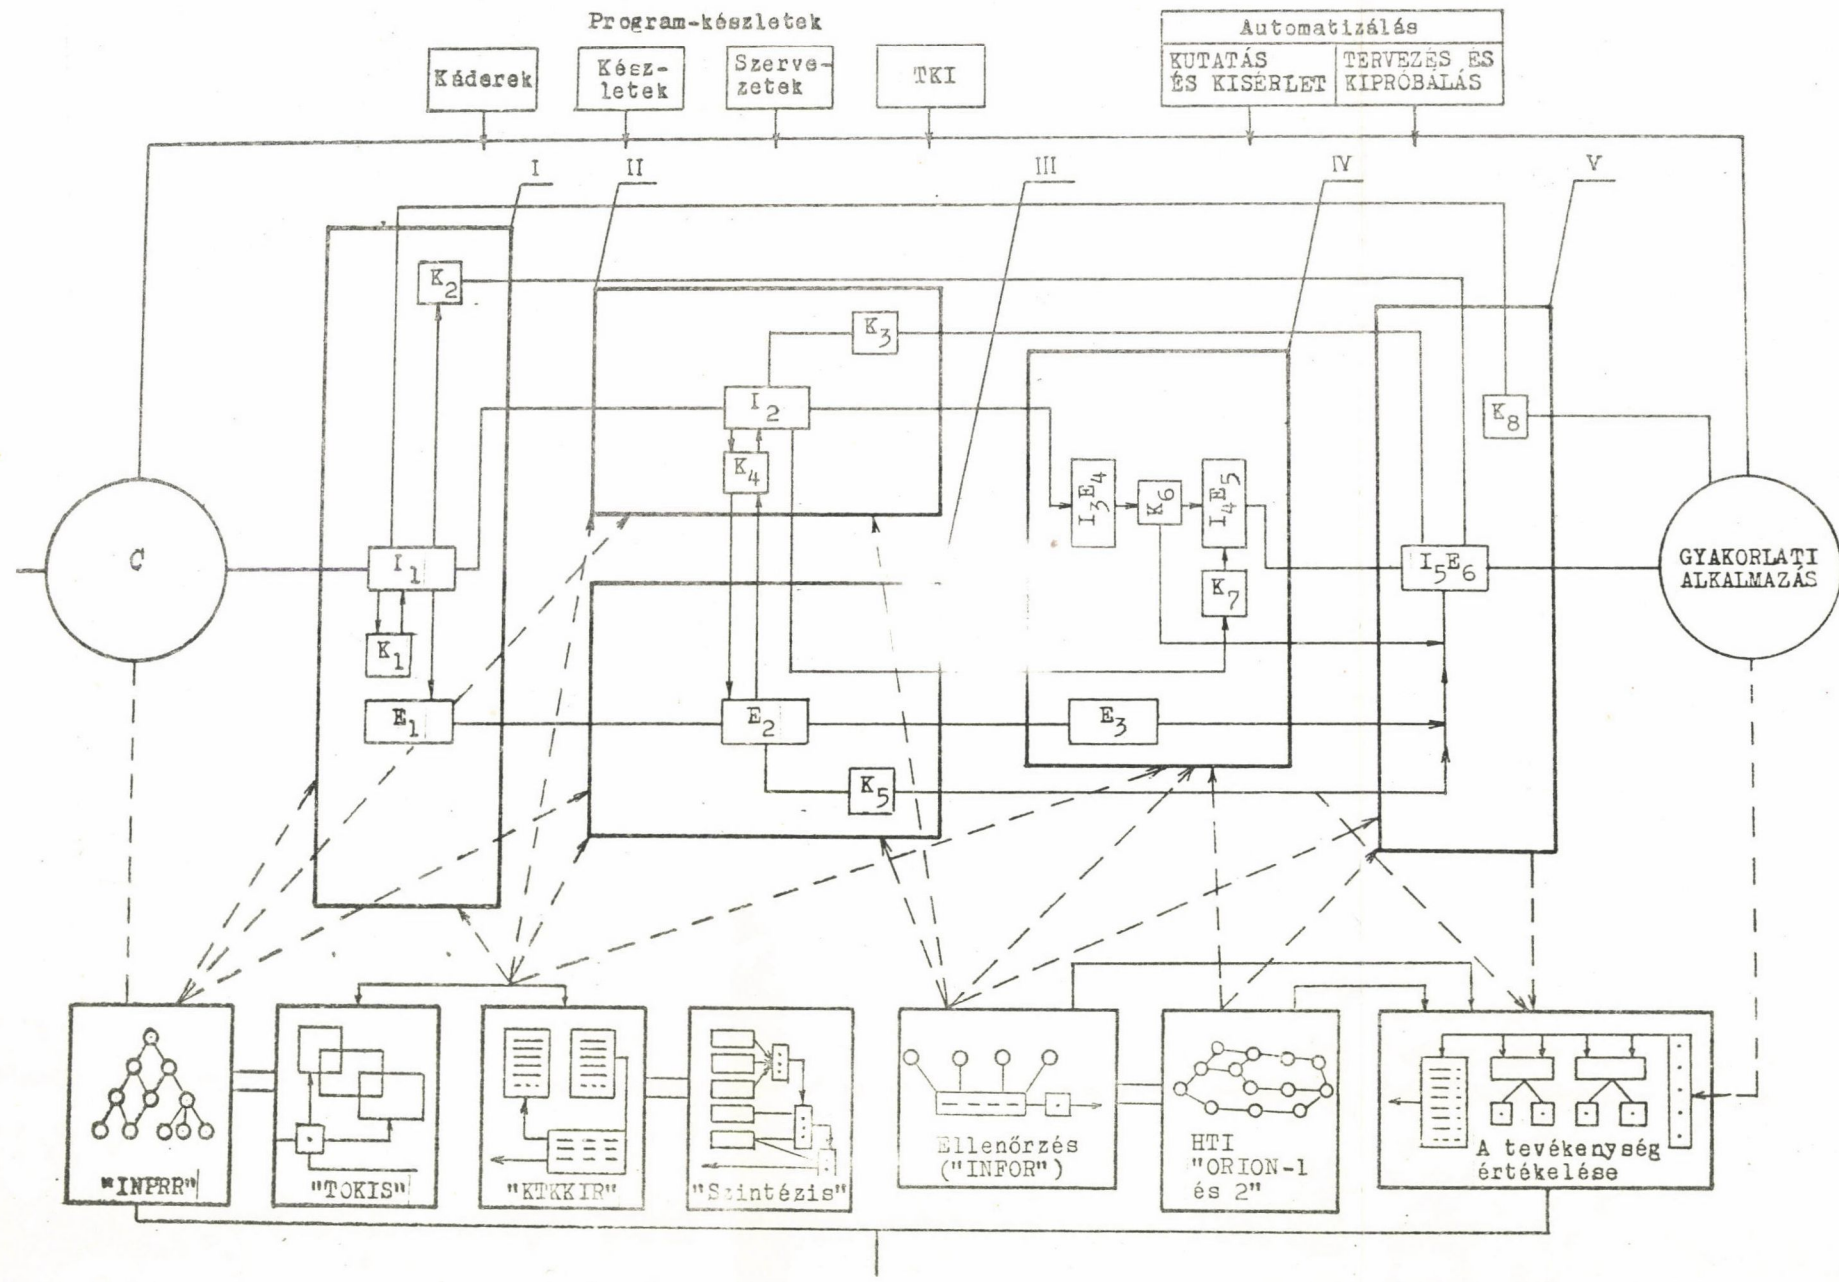 Program-készletek
Automatizálás
Káderek
Kész-
letek
Szerve-
zetek
TKI
KUTATÁS
ÉS KISÉRLET
TERVEZÉS ÉS
KIPRÓBÁLÁS
I
II
III
IV
V
K2
K3
I2
K8
K4
I3E4
K6
I4E5
C
I1
I5E6
GYAKORLATI
ALKALMAZÁS
K7
K1
E1
E2
E3
K5
"INFRR"
"TOKIS"
"KTKKIR"
"Szintézis"
Ellenőrzés
("INFOR")
HTI
"ORION-1
és 2"
A tevékenység
értékelése